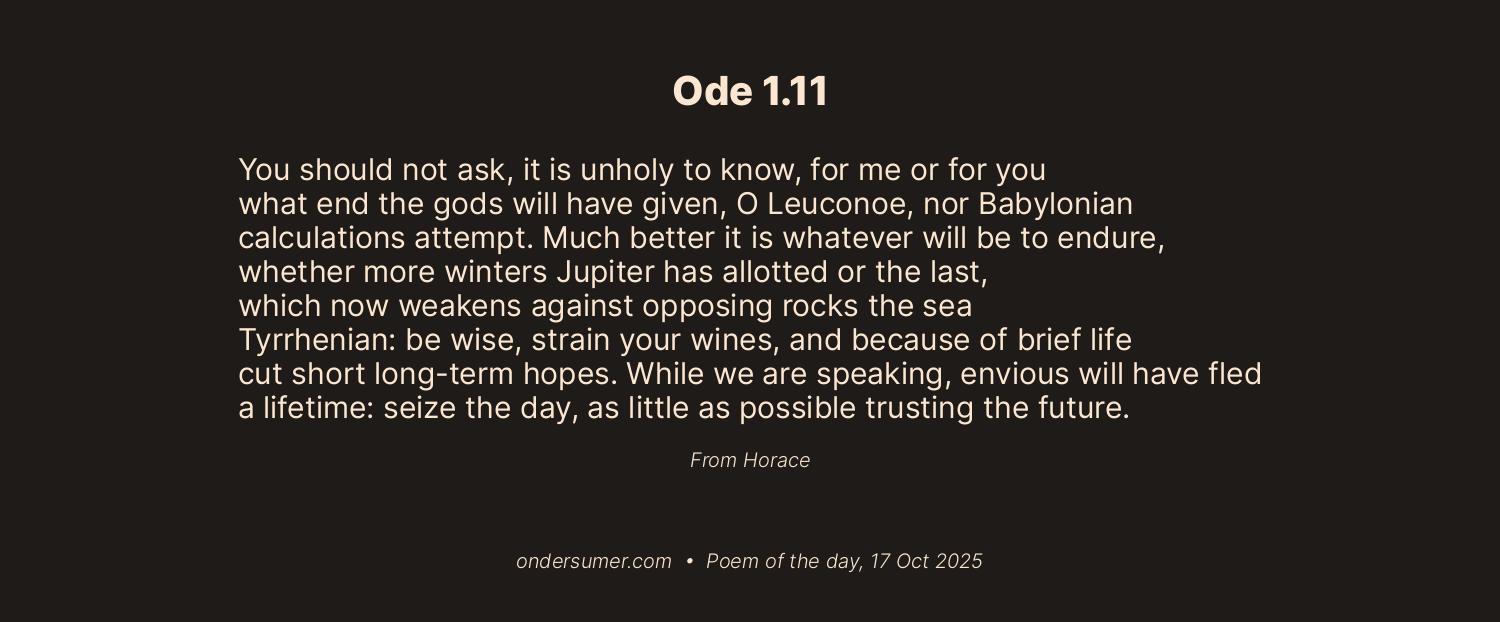 Ode 1.11
You should not ask, it is unholy to know, for me or for you
what end the gods will have given, O Leuconoe, nor Babylonian
calculations attempt. Much better it is whatever will be to endure,
whether more winters Jupiter has allotted or the last,
which now weakens against opposing rocks the sea
Tyrrhenian: be wise, strain your wines, and because of brief life
cut short long-term hopes. While we are speaking, envious will have fled
a lifetime: seize the day, as little as possible trusting the future.
From Horace
ondersumer.com • Poem of the day, 17 Oct 2025